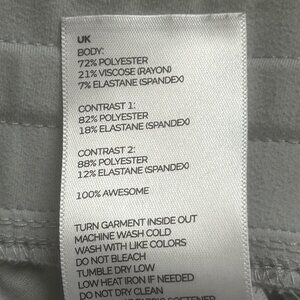 UK
BODY:
72% POLYESTER
21% VISCOSE (RAYON)
7% ELASTANE (SPANDEX)
CONTRAST 1:
82% POLYESTER
18% ELASTANE (SPANDEX)
CONTRAST 2:
88% POLYESTER
12% ELASTANE (SPANDEX)
100% AWESOME
TURN GARMENT INSIDE OUT
MACHINE WASH COLD
WASH WITH LIKE COLORS
DO NOT BLEACH
TUMBLE DRY LOW
LOW HEAT IRON IF NEEDED
DO NOT DRY CLEAN
SOFTENER